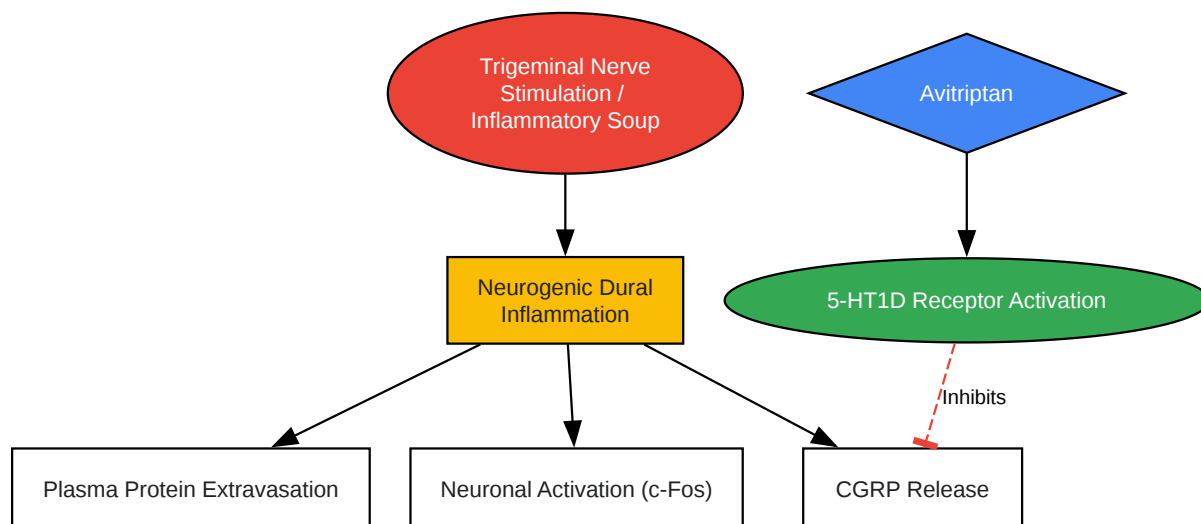 Trigeminal Nerve
Stimulation /
Inflammatory Soup
Avitriptan
Neurogenic Dural
Inflammation
5-HT1D Receptor Activation
Inhibits
Plasma Protein Extravasation
Neuronal Activation (c-Fos)
CGRP Release